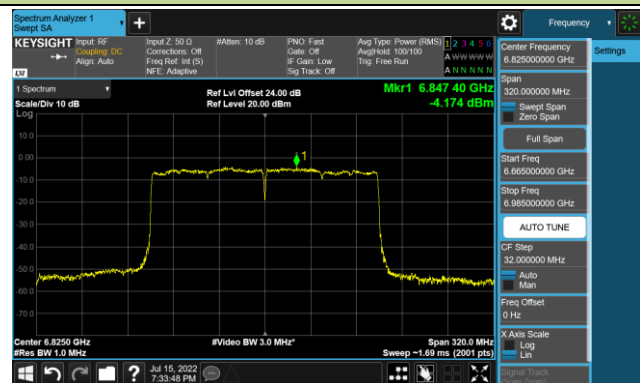 Spectrum Analyzer 1
Swept SA
Frequency
KEYSIGHT
Input: RF
Coupling: DC
Align: Auto
Input Z: 50 Ω
Corrections: Off
Freq Ref: Int (S)
NFE: Adaptive
#Atten: 10 dB
PNO: Fast
Gate: Off
IF Gain: Low
Sig Track: Off
Avg Type: Power (RMS)
Avg|Hold: 100/100
Trig: Free Run
1 2 3 4 5 6
A W W W W W
A N N N N N
LXI
1 Spectrum
Scale/Div 10 dB
Log
Ref Lvl Offset 24.00 dB
Ref Level 20.00 dBm
Mkr1 6.847 40 GHz
-4.174 dBm
10.0
0.00
-10.0
-20.0
-30.0
-40.0
-50.0
-60.0
-70.0
1
Center 6.8250 GHz
#Res BW 1.0 MHz
#Video BW 3.0 MHz*
Span 320.0 MHz
Sweep ~1.69 ms (2001 pts)
Jul 15, 2022
7:33:48 PM
Center Frequency
6.825000000 GHz
Settings
Span
320.000000 MHz
Swept Span
Zero Span
Full Span
Start Freq
6.665000000 GHz
Stop Freq
6.985000000 GHz
AUTO TUNE
CF Step
32.000000 MHz
Auto
Man
Freq Offset
0 Hz
X Axis Scale
Log
Lin
Signal Track